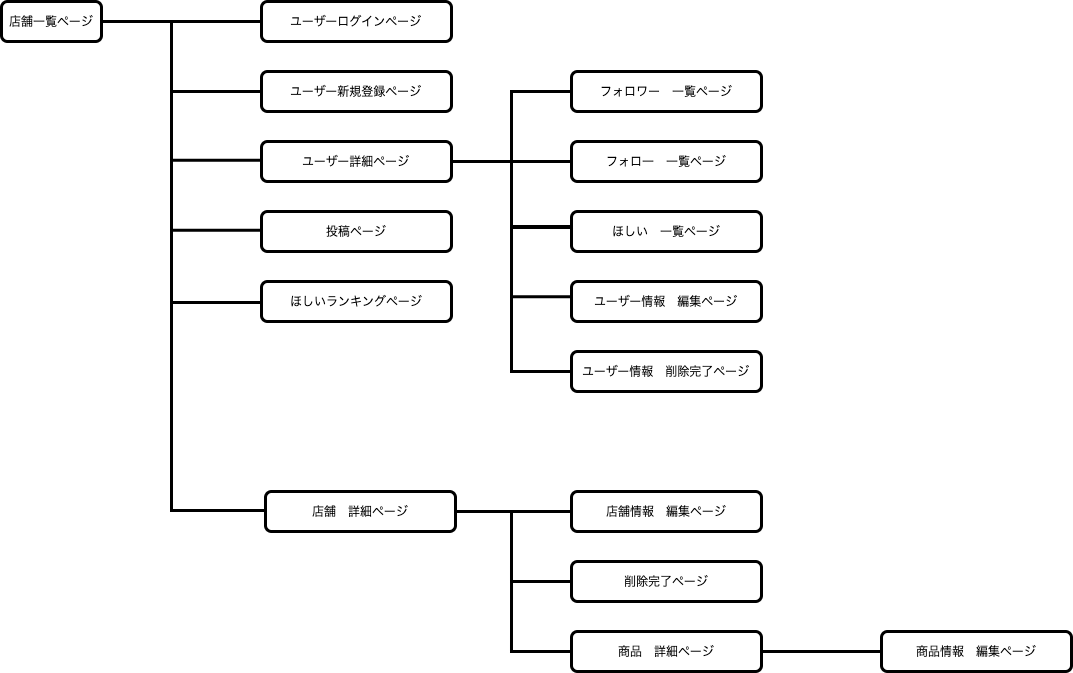 店舗一覧ページ
ユーザーログインページ
ユーザー新規登録ページ
ユーザー詳細ページ
投稿ページ
ほしいランキングページ
フォロワー　一覧ページ
フォロー　一覧ページ
ほしい　一覧ページ
ユーザー情報　編集ページ
ユーザー情報　削除完了ページ
店舗　詳細ページ
店舗情報　編集ページ
削除完了ページ
商品　詳細ページ
商品情報　編集ページ